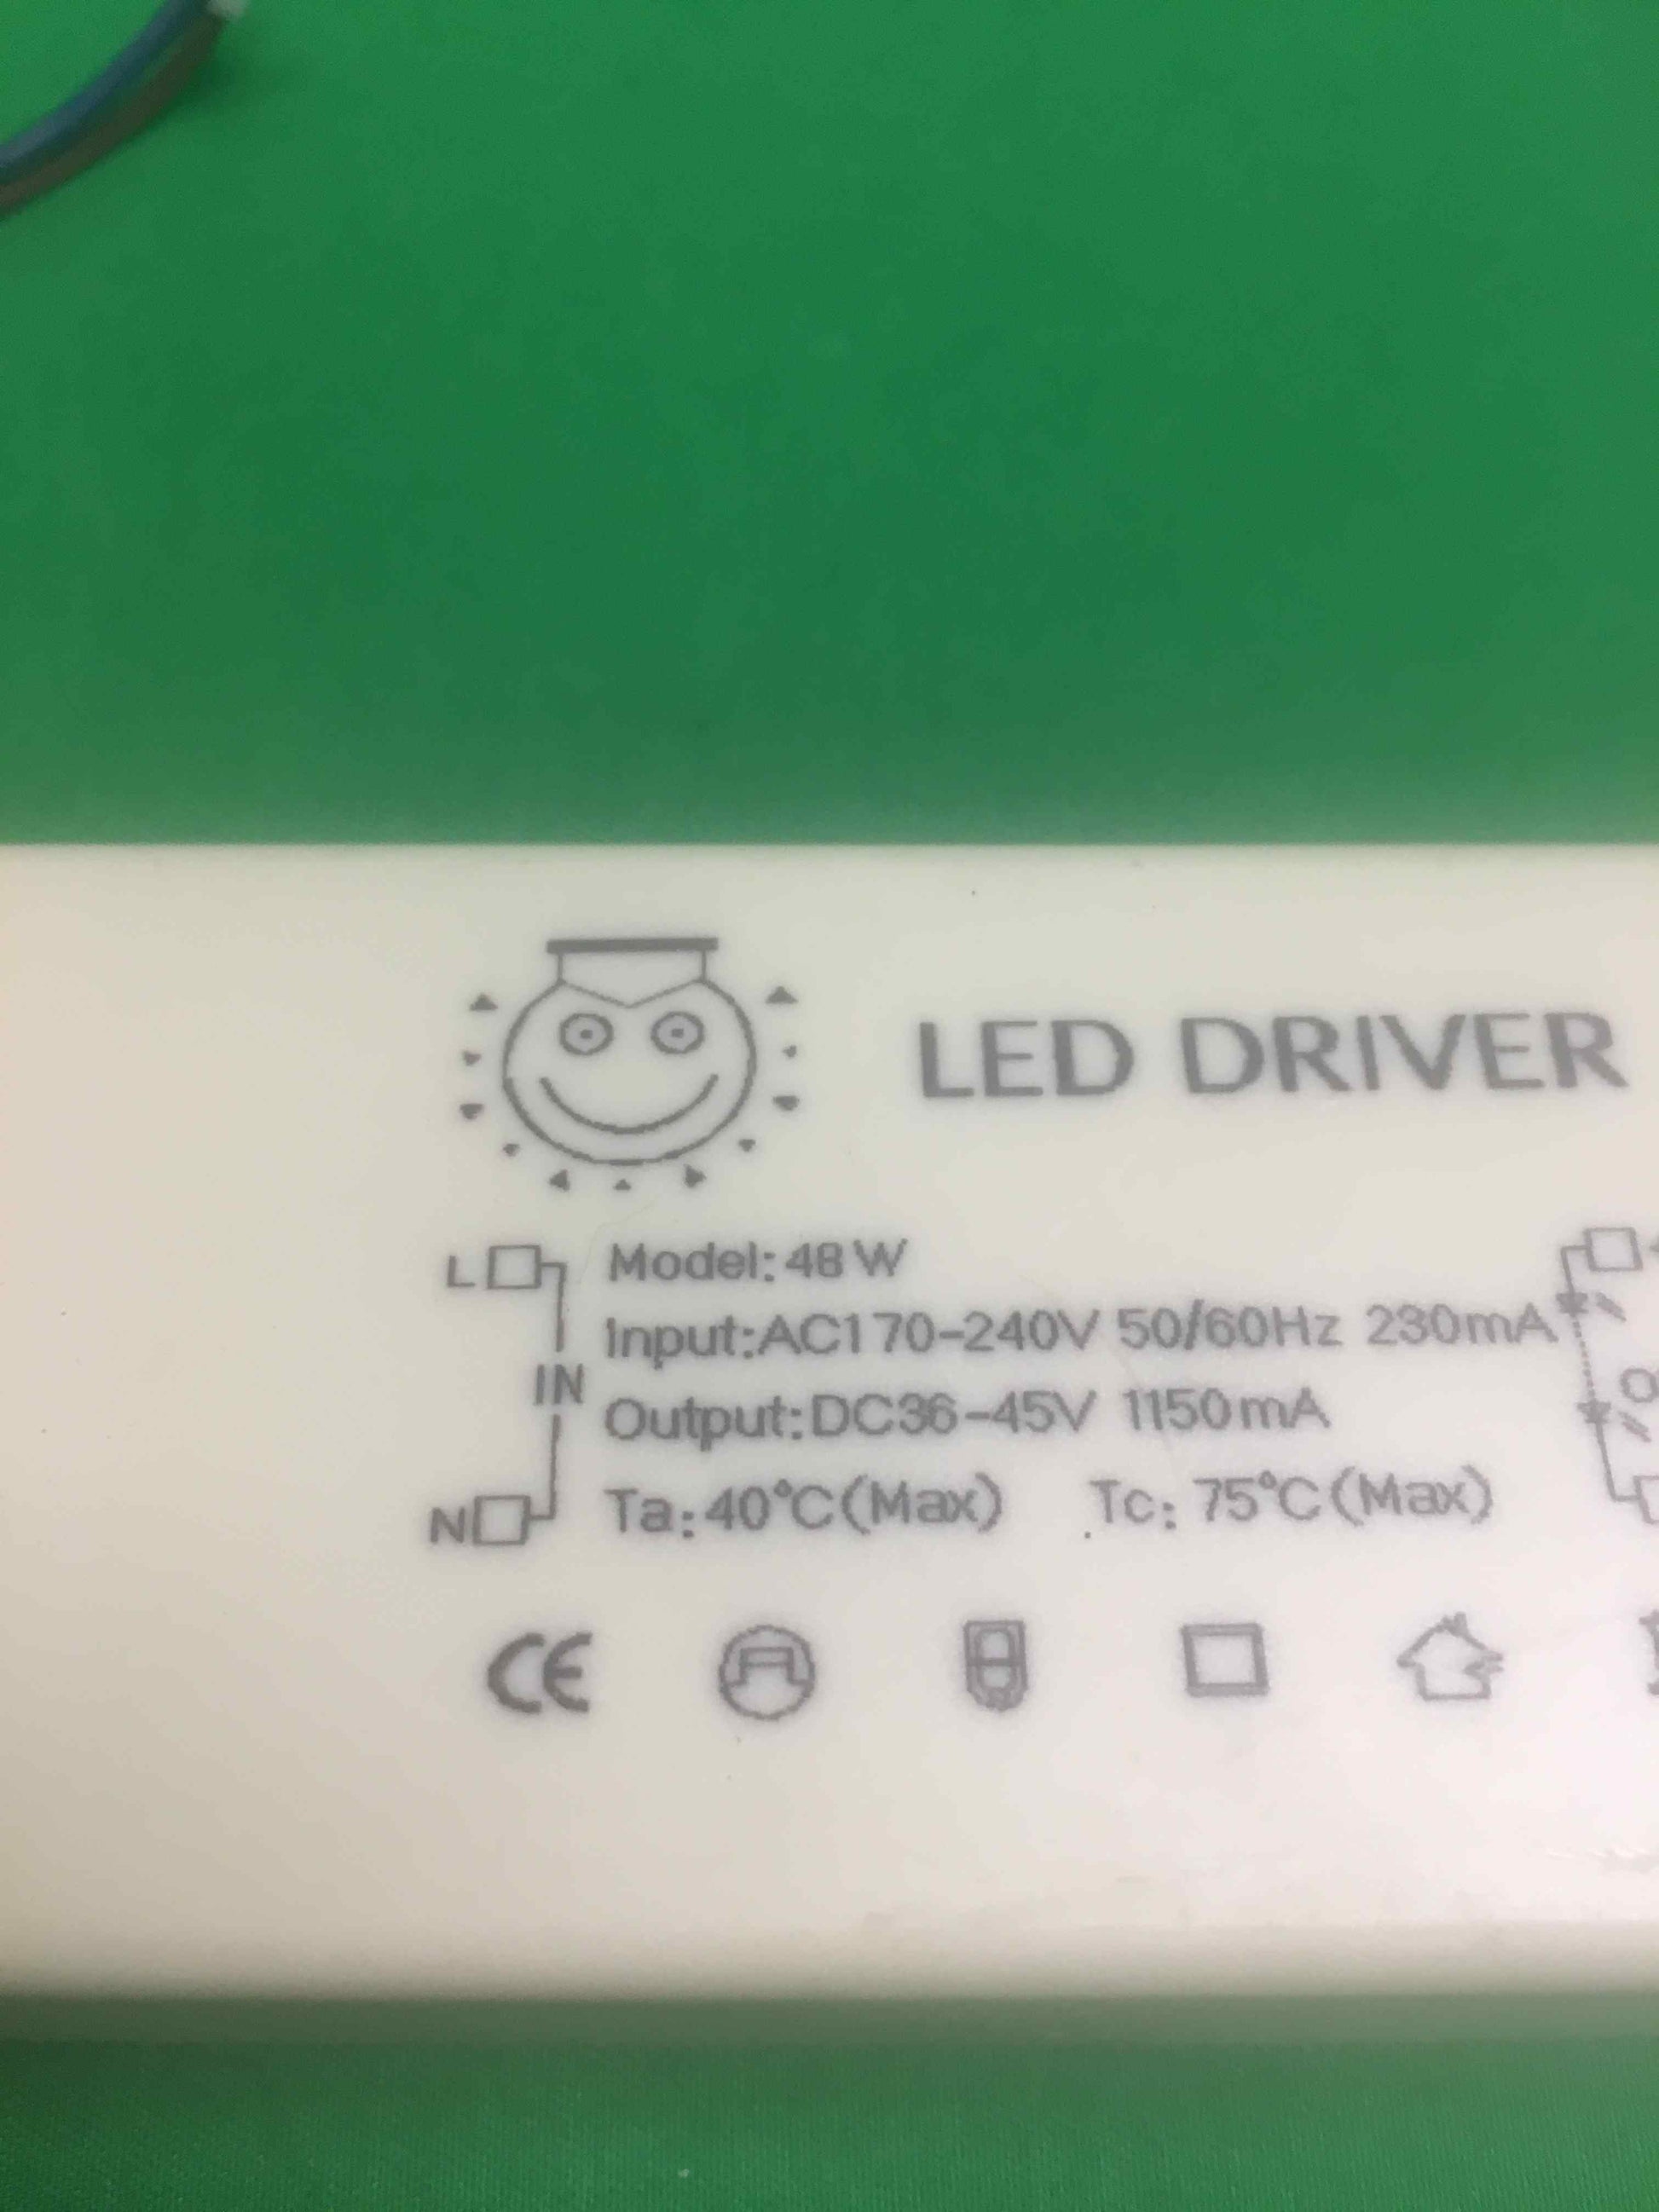 LED DRIVER
L
Model:48W
Input:AC170-240V 50/60Hz 230mA
IN
Output:DC36-45V 1150mA
N
Ta:40°C(Max) Tc: 75°C(Max)
CE